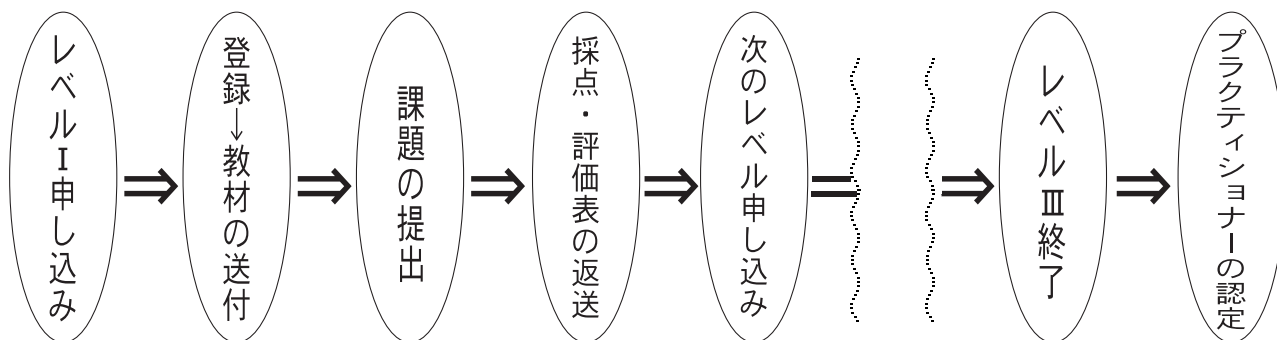 レベルⅠ申し込み
登録→教材の送付
課題の提出
採点・評価表の返送
次のレベル申し込み
レベルⅢ終了
プラクティショナーの認定